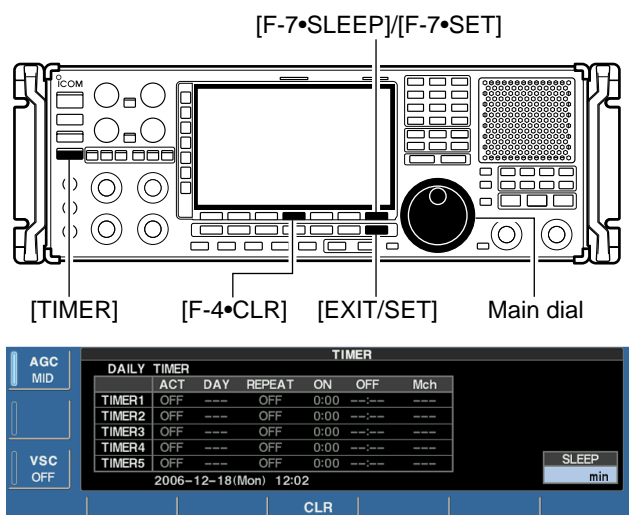 [F-7•SLEEP]/[F-7•SET]
ICOM
[TIMER] [F-4•CLR] [EXIT/SET] Main dial
TIMER
AGC
MID
VSC
OFF
DAILY TIMER
ACT DAY REPEAT ON OFF Mch
TIMER1 OFF --- OFF 0:00 --:-- ---
TIMER2 OFF --- OFF 0:00 --:-- ---
TIMER3 OFF --- OFF 0:00 --:-- ---
TIMER4 OFF --- OFF 0:00 --:-- ---
TIMER5 OFF --- OFF 0:00 --:-- ---
2006-12-18(Mon) 12:02
SLEEP
min
CLR